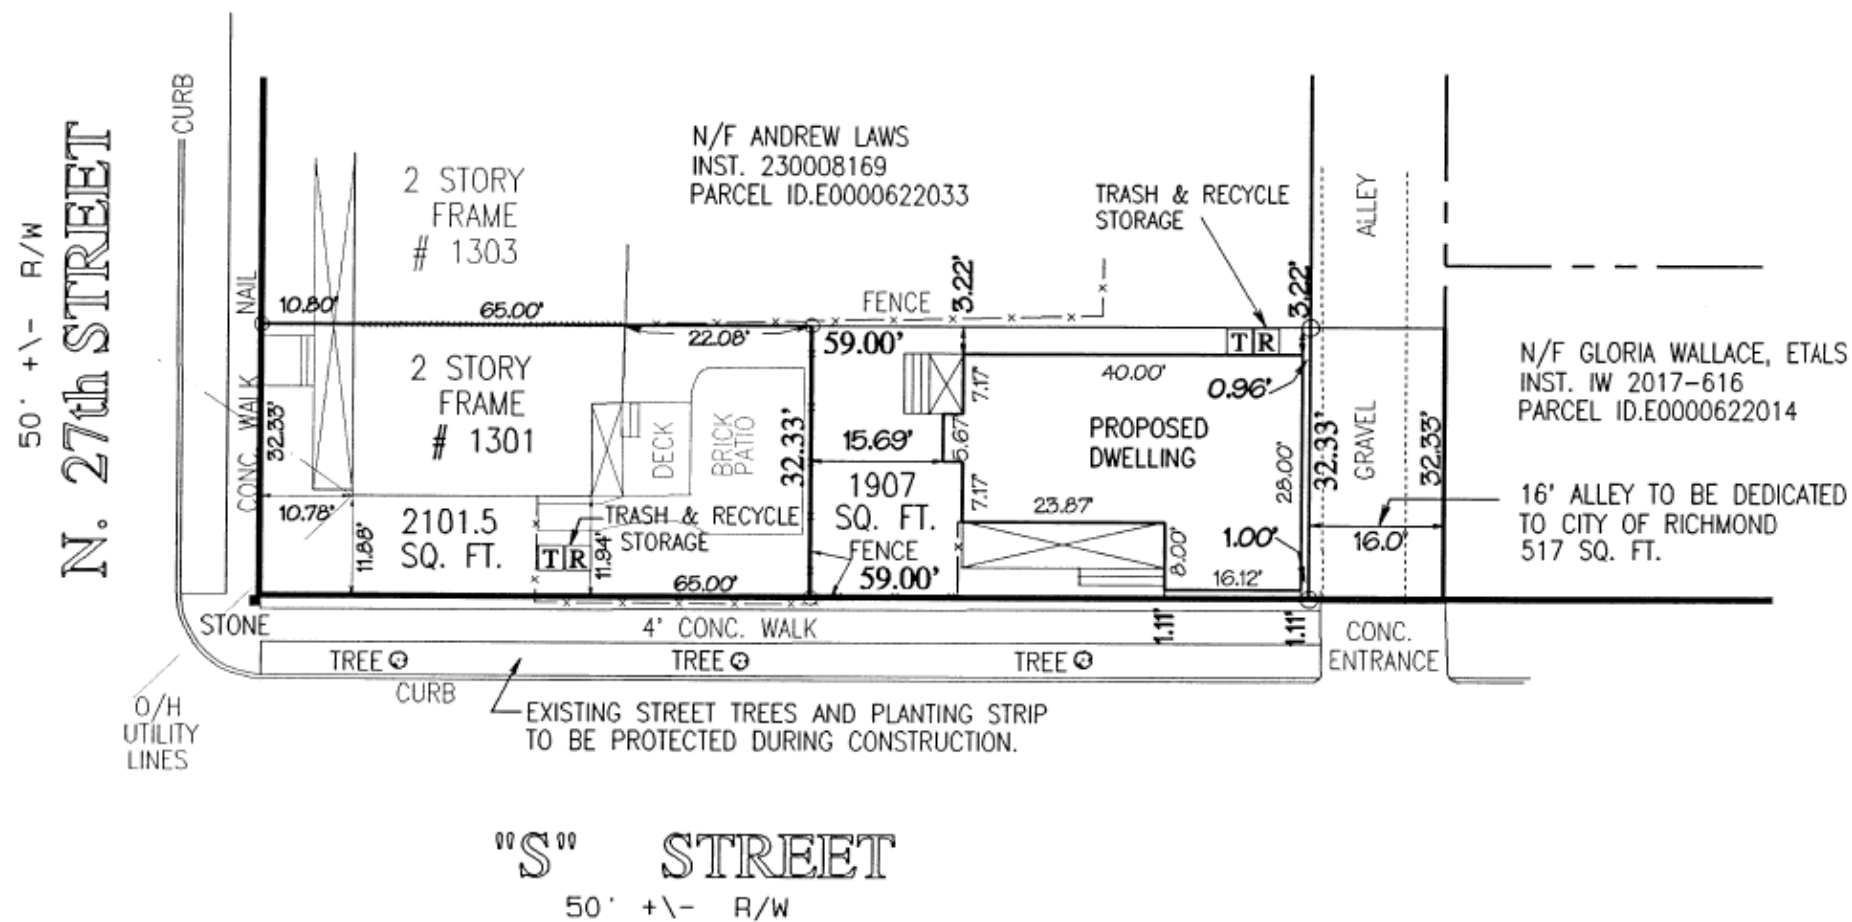 CURB
50' +\- R/W
N. 27th STREET
2 STORY
FRAME
# 1303
N/F ANDREW LAWS
INST. 230008169
PARCEL ID.E0000622033
TRASH & RECYCLE
STORAGE
ALLEY
NAIL
10.80'
65.00'
FENCE
3.22'
3.22'
22.08'
59.00'
T R
2 STORY
FRAME
# 1301
CONC. WALK
32.33'
DECK
BRICK
PATIO
32.33'
15.69'
7.17'
5.67'
7.17'
40.00'
0.96'
PROPOSED
DWELLING
28.00'
32.33'
GRAVEL
32.33'
N/F GLORIA WALLACE, ETALS
INST. IW 2017-616
PARCEL ID.E0000622014
10.78'
11.88'
2101.5
SQ. FT.
T R
11.94'
TRASH & RECYCLE
STORAGE
65.00'
1907
SQ. FT.
FENCE
59.00'
23.87'
8.00'
16.12'
1.00'
16.0'
16' ALLEY TO BE DEDICATED
TO CITY OF RICHMOND
517 SQ. FT.
STONE
4' CONC. WALK
1.11'
1.11'
CONC.
ENTRANCE
TREE
TREE
TREE
CURB
O/H
UTILITY
LINES
EXISTING STREET TREES AND PLANTING STRIP
TO BE PROTECTED DURING CONSTRUCTION.
"S" STREET
50' +\- R/W